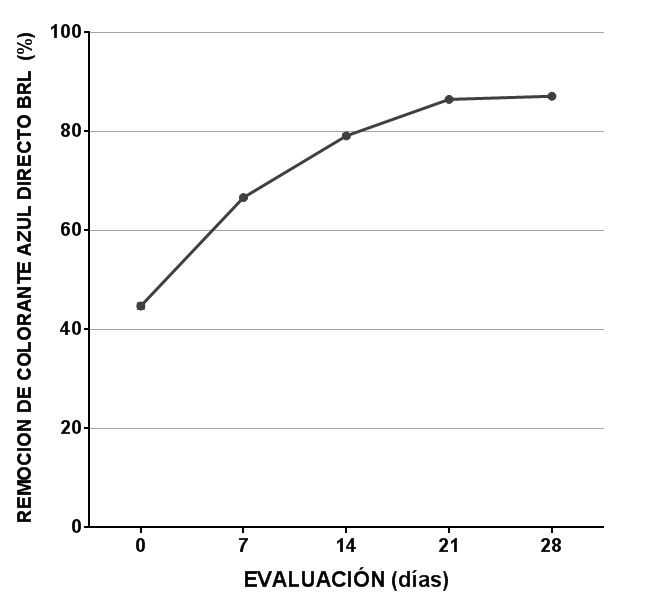 REMOCION DE COLORANTE AZUL DIRECTO BRL (%)
100
80
60
40
20
0
0 7 14 21 28
EVALUACIÓN (días)